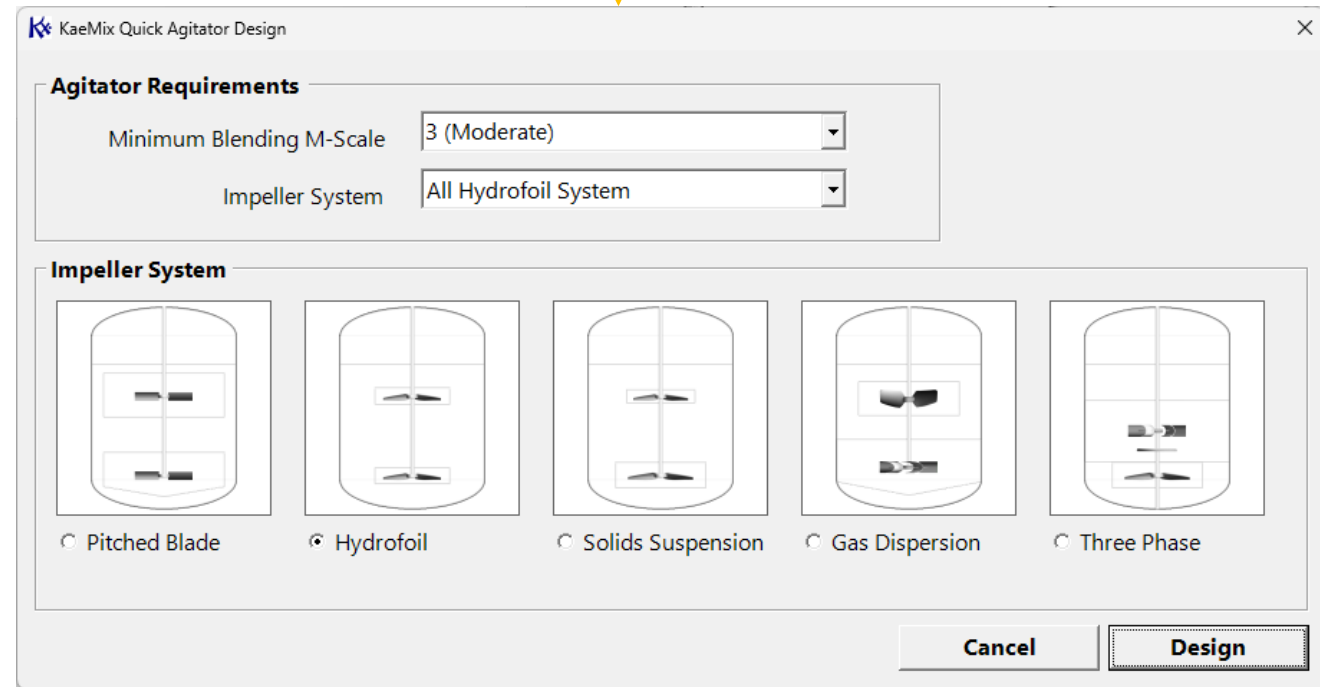 KaeMix Quick Agitator Design
Agitator Requirements
Minimum Blending M-Scale 3 (Moderate)
Impeller System All Hydrofoil System
Impeller System
Pitched Blade Hydrofoil Solids Suspension Gas Dispersion Three Phase
Cancel Design